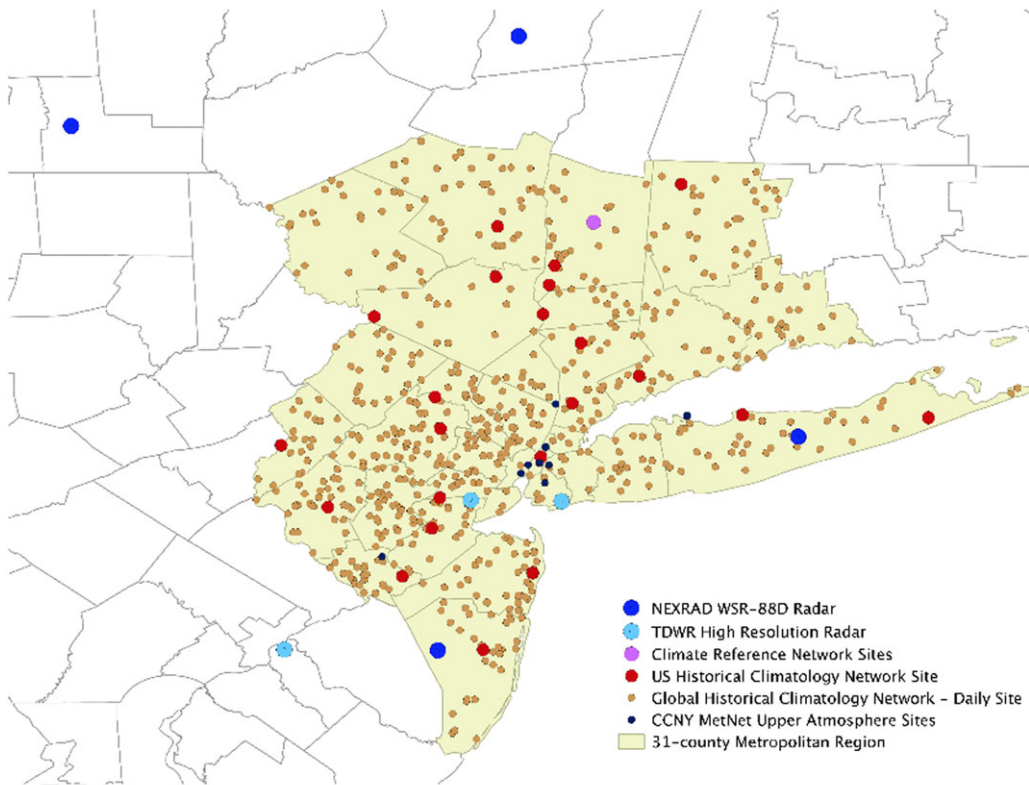 NEXRAD WSR-88D Radar
TDWR High Resolution Radar
Climate Reference Network Sites
US Historical Climatology Network Site
Global Historical Climatology Network - Daily Site
CCNY MetNet Upper Atmosphere Sites
31-county Metropolitan Region